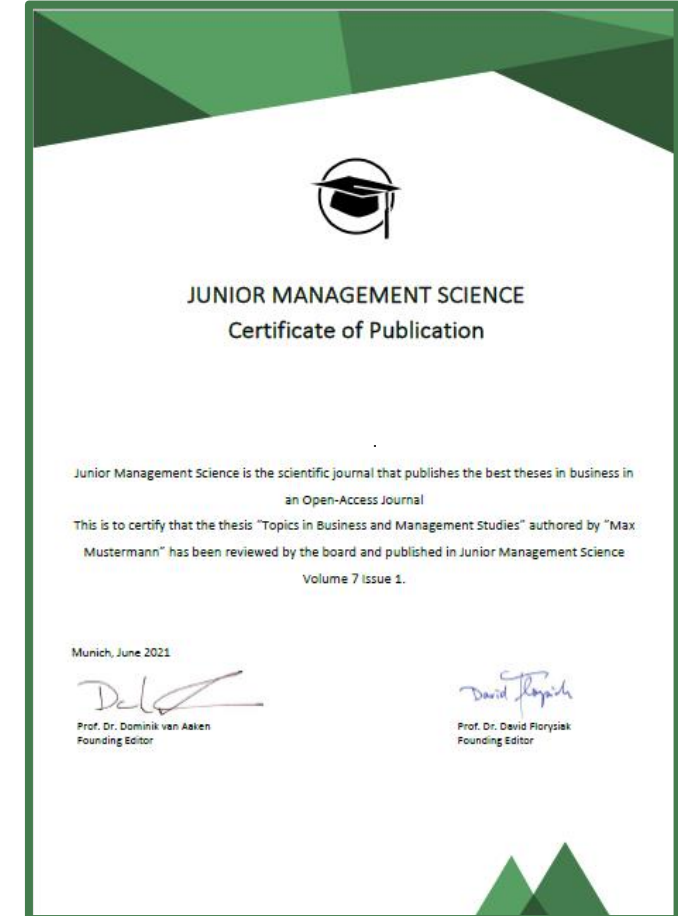 JUNIOR MANAGEMENT SCIENCE
Certificate of Publication
.
Junior Management Science is the scientific journal that publishes the best theses in business in
an Open-Access Journal
This is to certify that the thesis "Topics in Business and Management Studies" authored by "Max
Mustermann" has been reviewed by the board and published in Junior Management Science
Volume 7 Issue 1.
Munich, June 2021
David Florysiak
Prof. Dr. Dominik van Aaken
Founding Editor
Prof. Dr. David Florysiak
Founding Editor